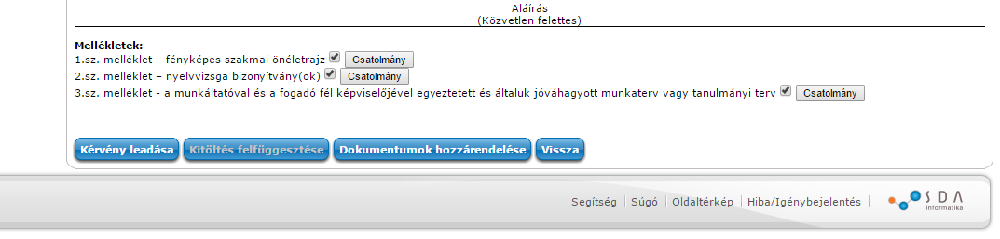 Aláírás
(Közvetlen felettes)
Mellékletek:
1.sz. melléklet – fényképes szakmai önéletrajz Csatolmány
2.sz. melléklet – nyelvvizsga bizonyítvány(ok) Csatolmány
3.sz. melléklet - a munkáltatóval és a fogadó fél képviselőjével egyeztetett és általuk jóváhagyott munkaterv vagy tanulmányi terv Csatolmány
Kérvény leadása Kitöltés felfüggesztése Dokumentumok hozzárendelése Vissza
Segítség | Súgó | Oldaltérkép | Hiba/Igénybejelentés | SDA
Informatika